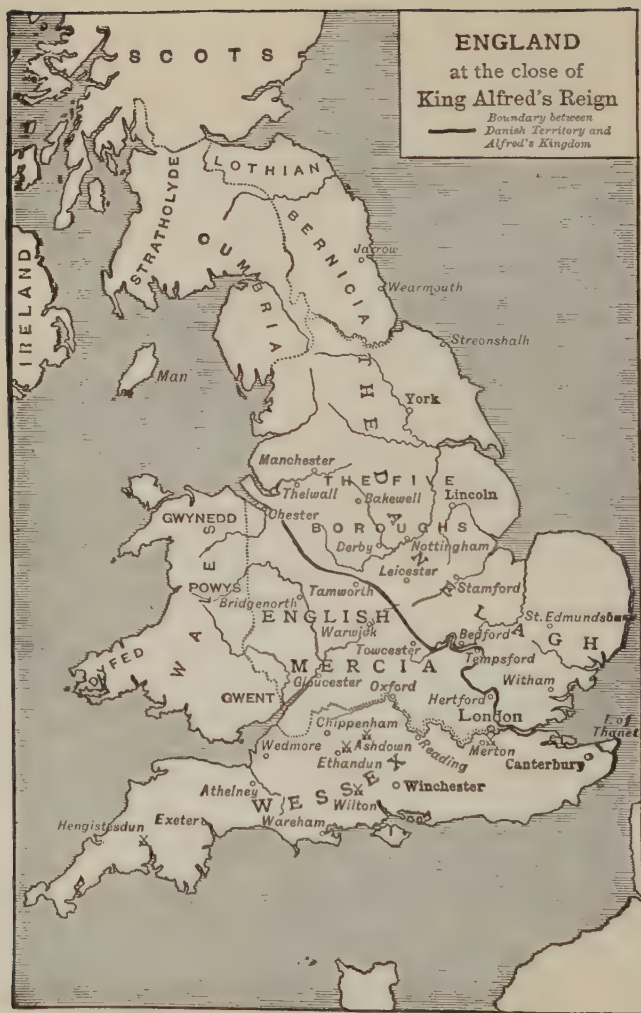 ENGLAND
at the close of
King Alfred's Reign
Boundary between
Danish Territory and
Alfred's Kingdom
SCOTS
LOTHIAN
STRATHCLYDE
CUMBRIA
BERNICIA
Jarrow
Wearmouth
IRELAND
Man
Streonshalh
THE
York
Manchester
Thelwall
THE FIVE
Bakewell
Lincoln
Chester
BOROUGHS
DANELAGH
GWYNEDD
Derby
Nottingham
Leicester
WALES
POWYS
Tamworth
Stamford
Bridgenorth
ENGLISH
St. Edmundsbury
Warwick
Bedford
DYFED
Towcester
MERCIA
Tempsford
Gloucester
Witham
GWENT
Oxford
Hertford
London
I. of
Thanet
Chippenham
Wedmore
Ashdown
Reading
Merton
Ethandun
Canterbury
Athelney
WESSEX
Winchester
Wilton
Hengistesdun
Exeter
Wareham